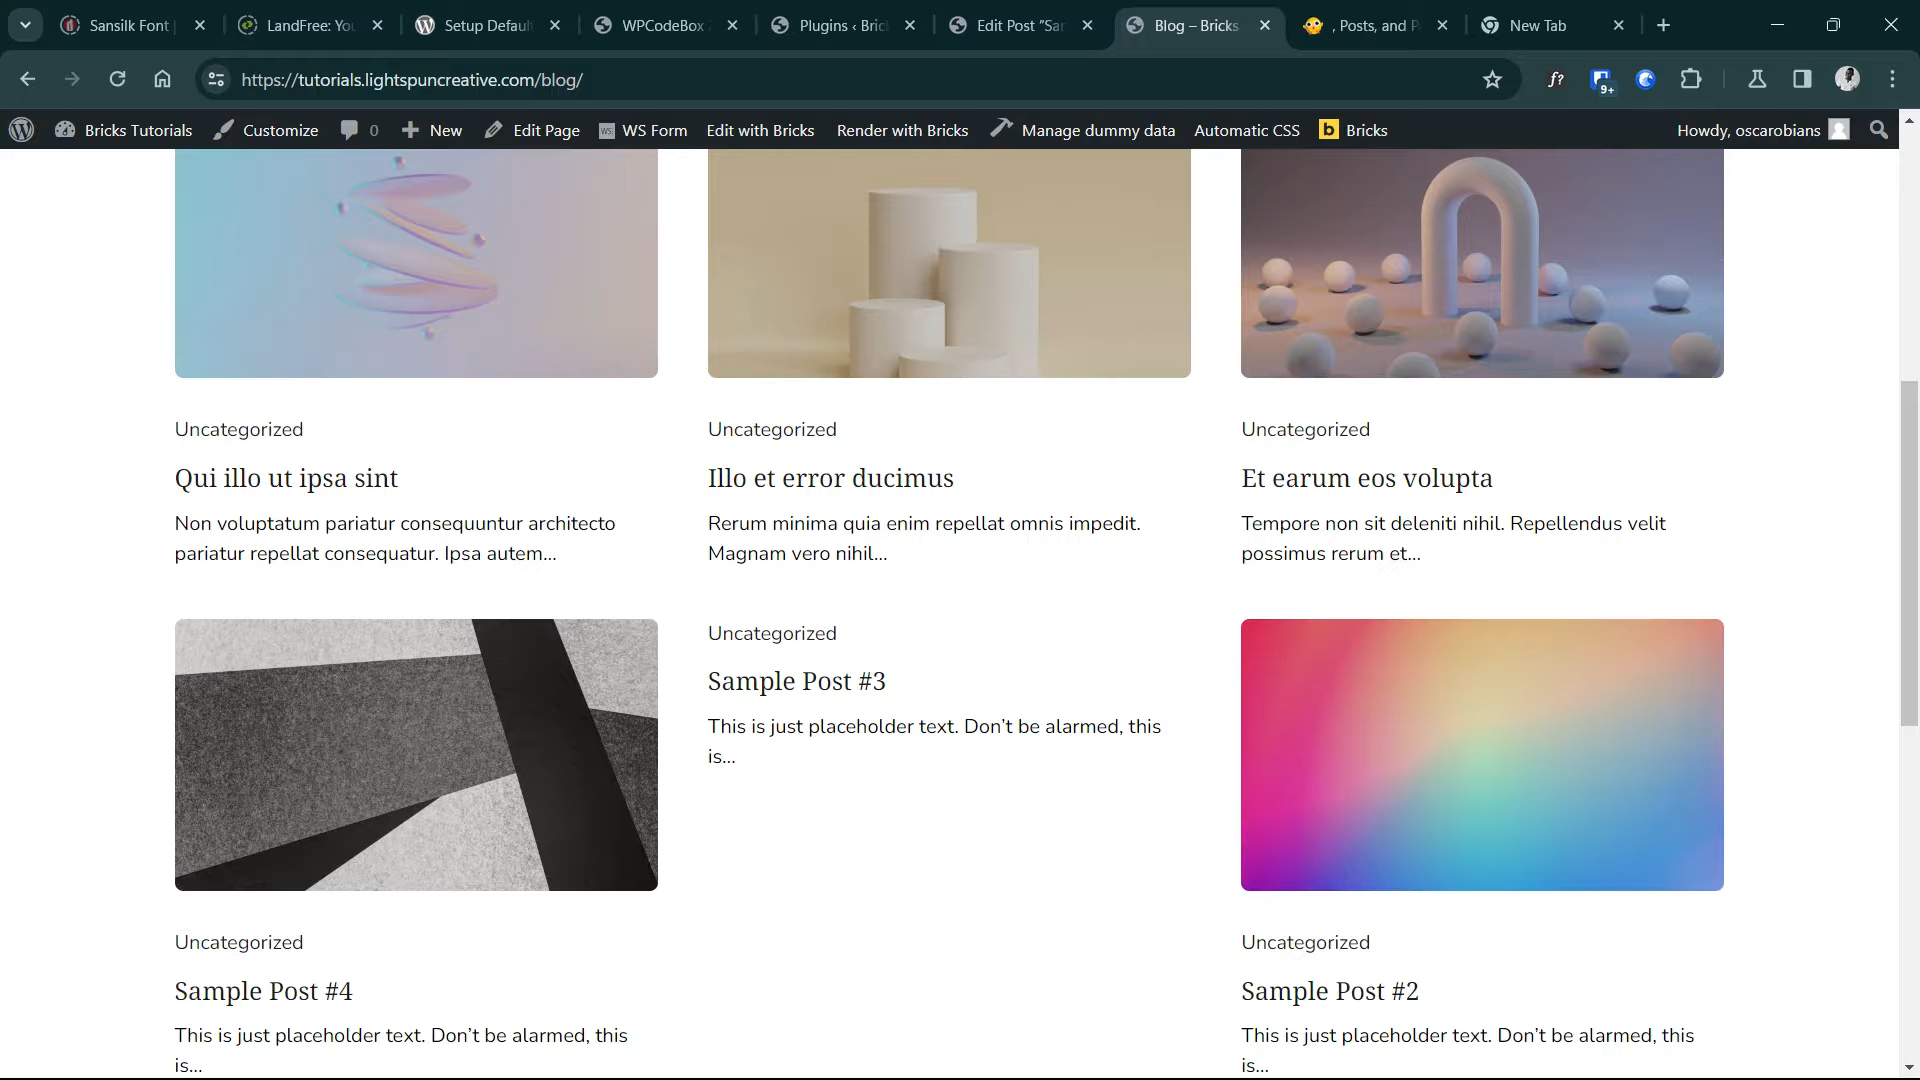 Sansilk Font
LandFree: You
Setup Default
WPCodeBox 2
Plugins ‹ Bric
Edit Post "Sar
Blog – Bricks
, Posts, and P
New Tab
https://tutorials.lightspuncreative.com/blog/
f?
9+
Bricks Tutorials
Customize
0
New
Edit Page
WS Form
Edit with Bricks
Render with Bricks
Manage dummy data
Automatic CSS
b Bricks
Howdy, oscarobians
Uncategorized
Qui illo ut ipsa sint
Non voluptatum pariatur consequuntur architecto
pariatur repellat consequatur. Ipsa autem…
Uncategorized
Illo et error ducimus
Rerum minima quia enim repellat omnis impedit.
Magnam vero nihil…
Uncategorized
Et earum eos volupta
Tempore non sit deleniti nihil. Repellendus velit
possimus rerum et…
Uncategorized
Sample Post #4
This is just placeholder text. Don’t be alarmed, this
is…
Uncategorized
Sample Post #3
This is just placeholder text. Don’t be alarmed, this
is…
Uncategorized
Sample Post #2
This is just placeholder text. Don’t be alarmed, this
is…